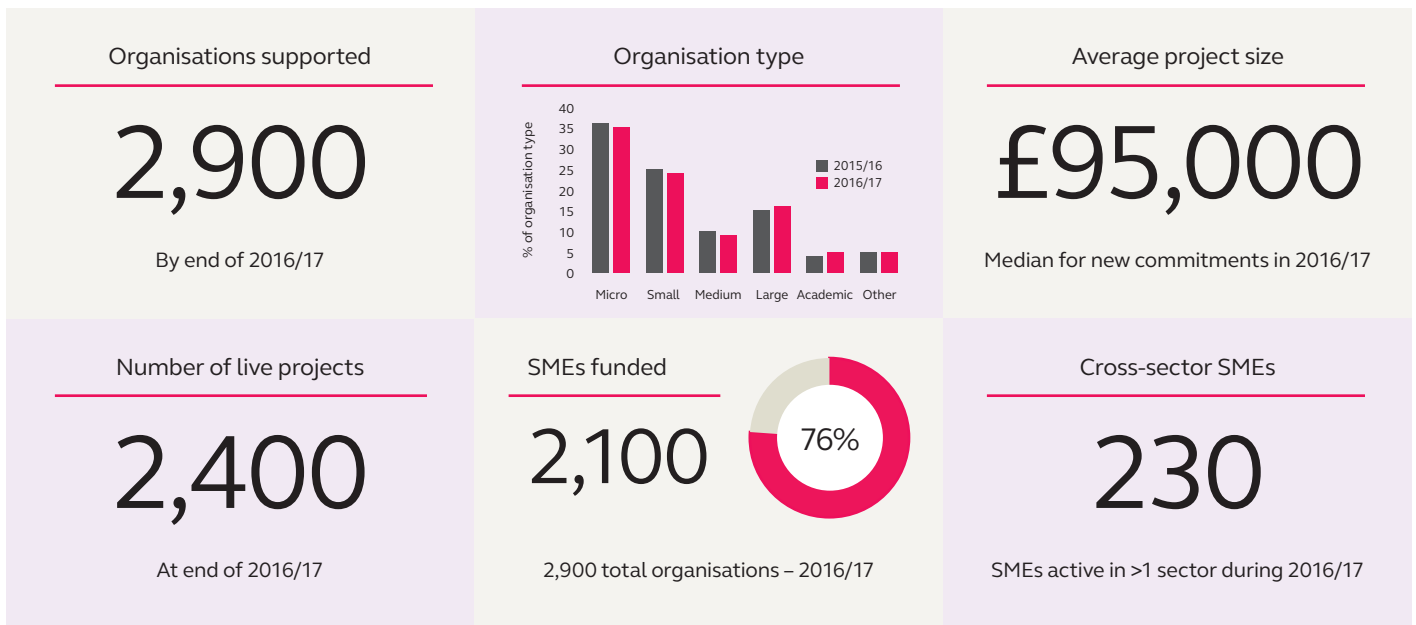 Organisations supported
2,900
By end of 2016/17
Organisation type
% of organisation type
40
35
30
25
20
15
10
5
0
2015/16
2016/17
Micro Small Medium Large Academic Other
Average project size
£95,000
Median for new commitments in 2016/17
Number of live projects
2,400
At end of 2016/17
SMEs funded
2,100
76%
2,900 total organisations – 2016/17
Cross-sector SMEs
230
SMEs active in >1 sector during 2016/17